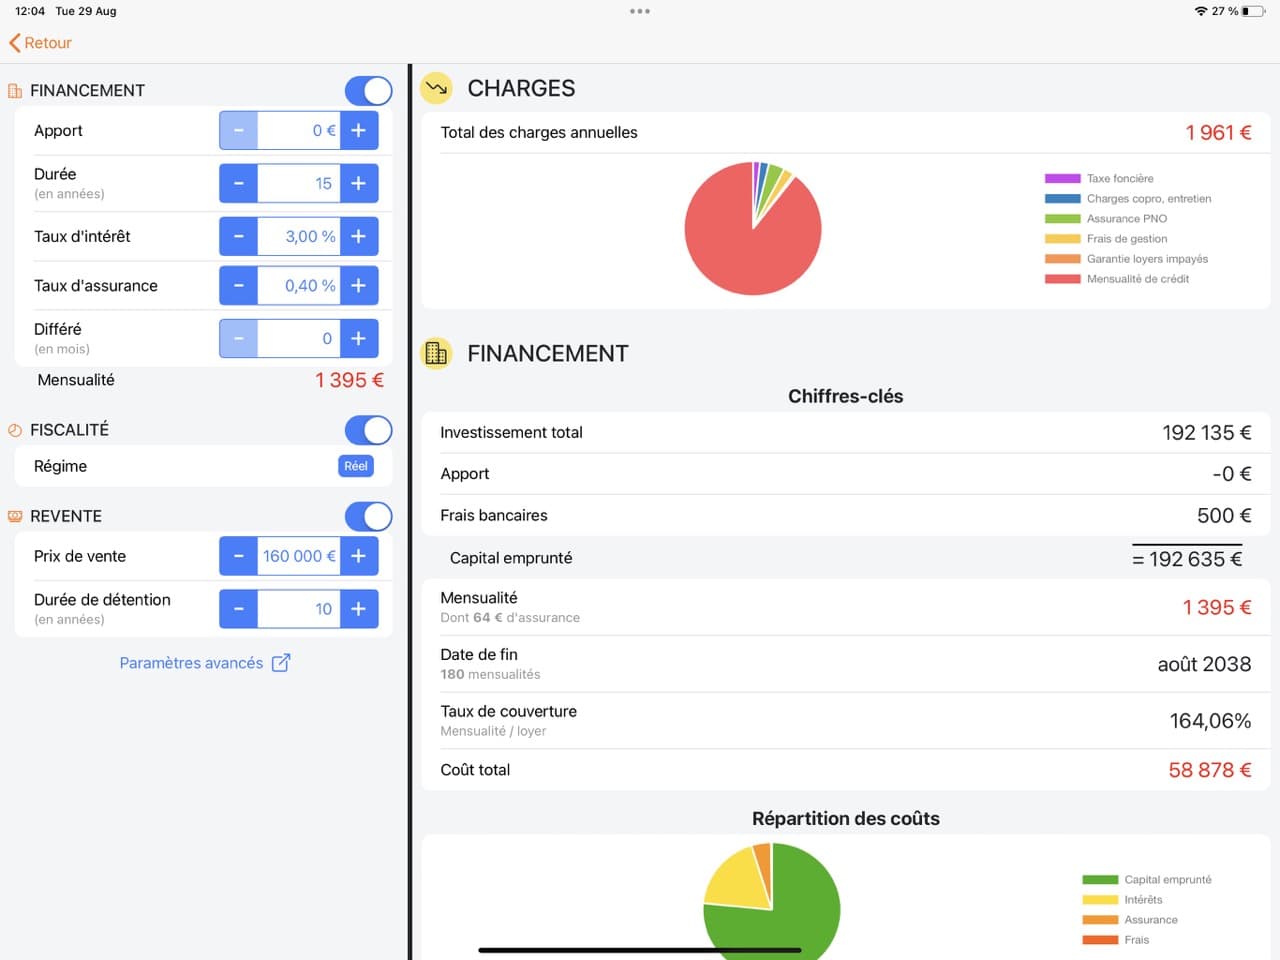 12:04 Tue 29 Aug
27 %
Retour
FINANCEMENT
Apport
− 0 € +
Durée
(en années)
− 15 +
Taux d'intérêt
− 3,00 % +
Taux d'assurance
− 0,40 % +
Différé
(en mois)
− 0 +
Mensualité
1 395 €
FISCALITÉ
Régime
Réel
REVENTE
Prix de vente
− 160 000 € +
Durée de détention
(en années)
− 10 +
Paramètres avancés
CHARGES
Total des charges annuelles
1 961 €
Taxe foncière
Charges copro, entretien
Assurance PNO
Frais de gestion
Garantie loyers impayés
Mensualité de crédit
FINANCEMENT
Chiffres-clés
Investissement total
192 135 €
Apport
-0 €
Frais bancaires
500 €
Capital emprunté
= 192 635 €
Mensualité
Dont 64 € d'assurance
1 395 €
Date de fin
180 mensualités
août 2038
Taux de couverture
Mensualité / loyer
164,06%
Coût total
58 878 €
Répartition des coûts
Capital emprunté
Intérêts
Assurance
Frais